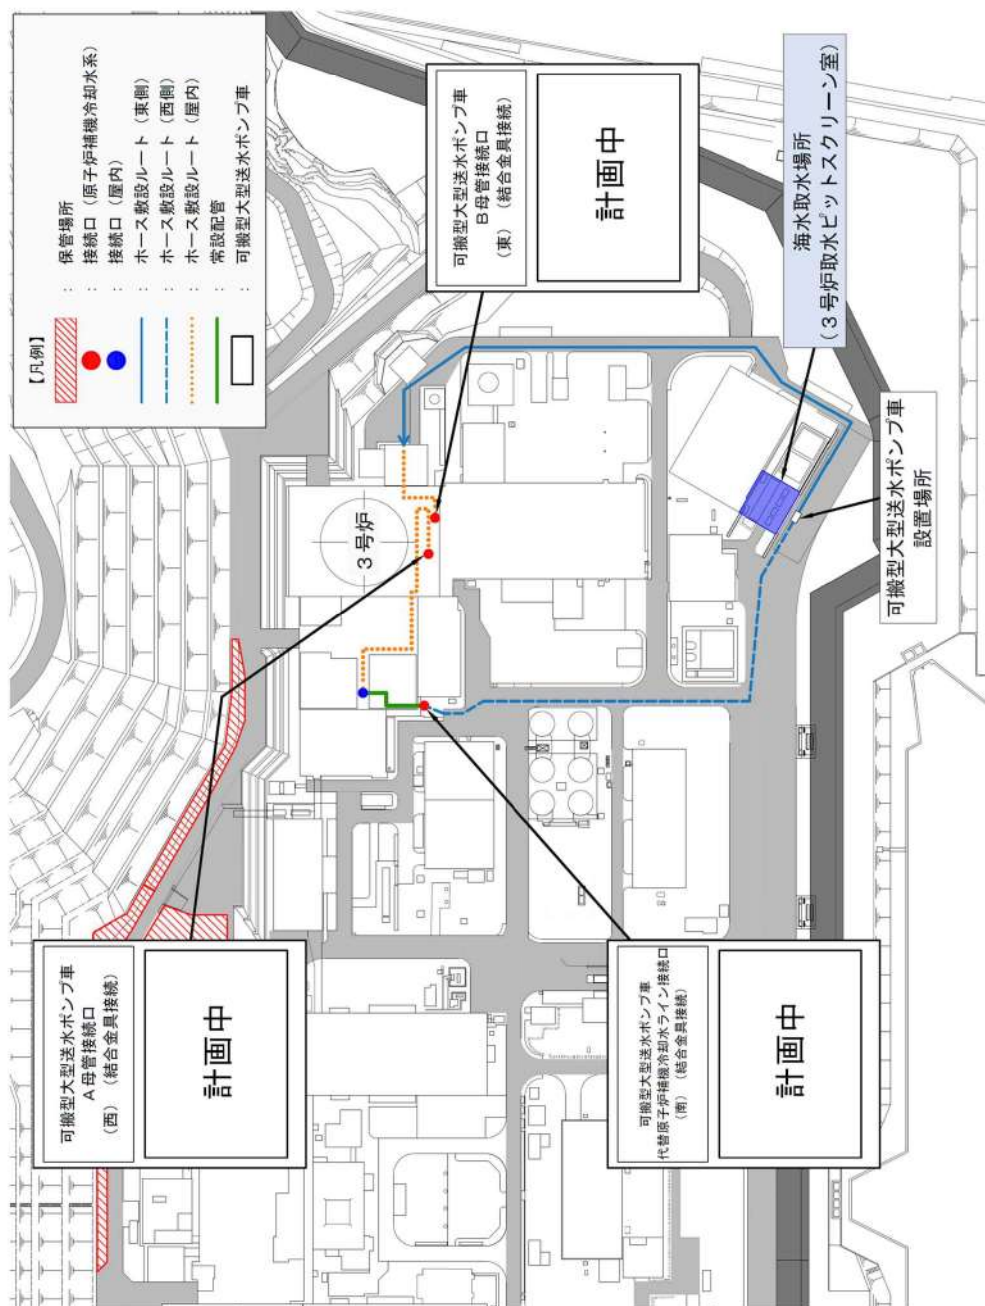 【凡例】
：保管場所
：接続口（原子炉補機冷却水系）
：接続口（屋内）
：ホース敷設ルート（東側）
：ホース敷設ルート（西側）
：ホース敷設ルート（屋内）
：常設配管
：可搬型大型送水ポンプ車
可搬型大型送水ポンプ車
A母管接続口
（西）（結合金具接続）
計画中
3号炉
可搬型大型送水ポンプ車
B母管接続口
（東）（結合金具接続）
計画中
可搬型大型送水ポンプ車
代替原子炉補機冷却水ライン接続口
（南）（結合金具接続）
計画中
海水取水場所
（3号炉取水ピットスクリーン室）
可搬型大型送水ポンプ車
設置場所